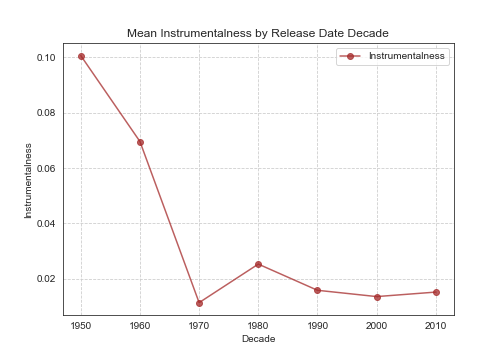 Mean Instrumentalness by Release Date Decade
Instrumentalness
0.10
0.08
0.06
0.04
0.02
Instrumentalness
1950 1960 1970 1980 1990 2000 2010
Decade